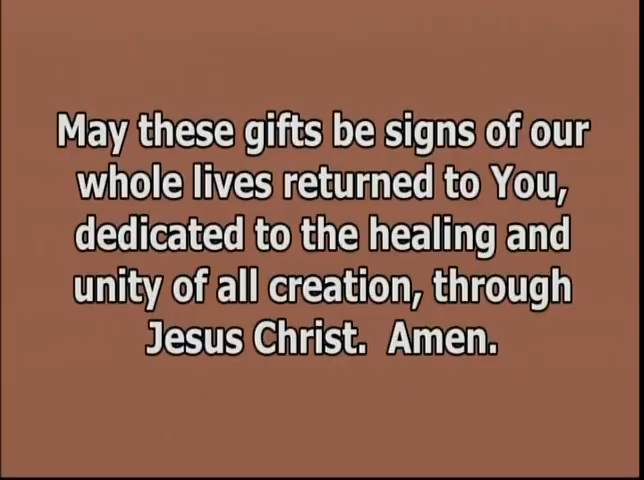 May these gifts be signs of our
whole lives returned to You,
dedicated to the healing and
unity of all creation, through
Jesus Christ.  Amen.